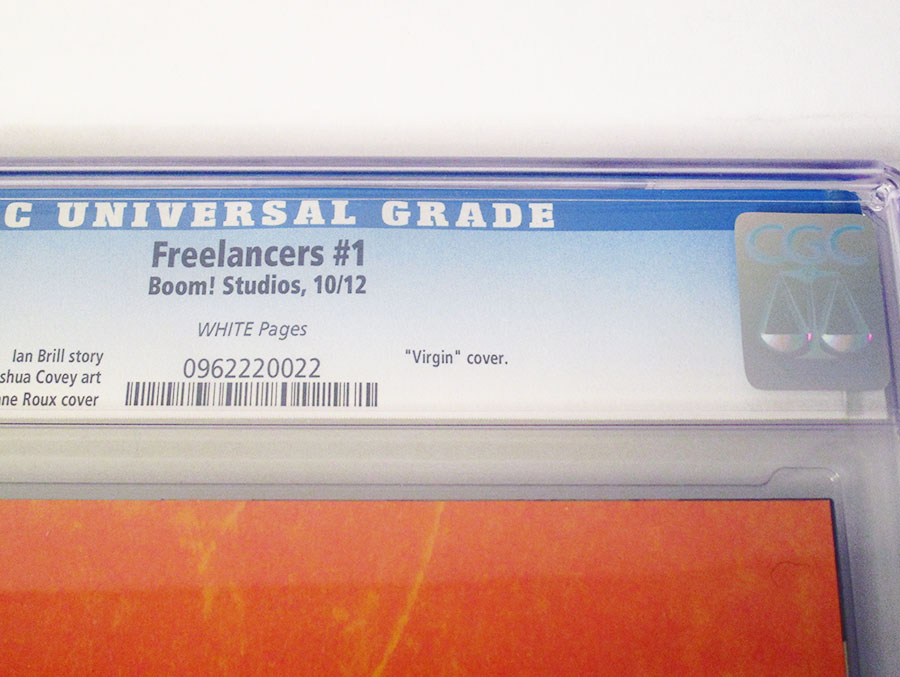 C UNIVERSAL GRADE
CGC
Freelancers #1
Boom! Studios, 10/12
WHITE Pages
Ian Brill story
shua Covey art
ne Roux cover
0962220022
"Virgin" cover.